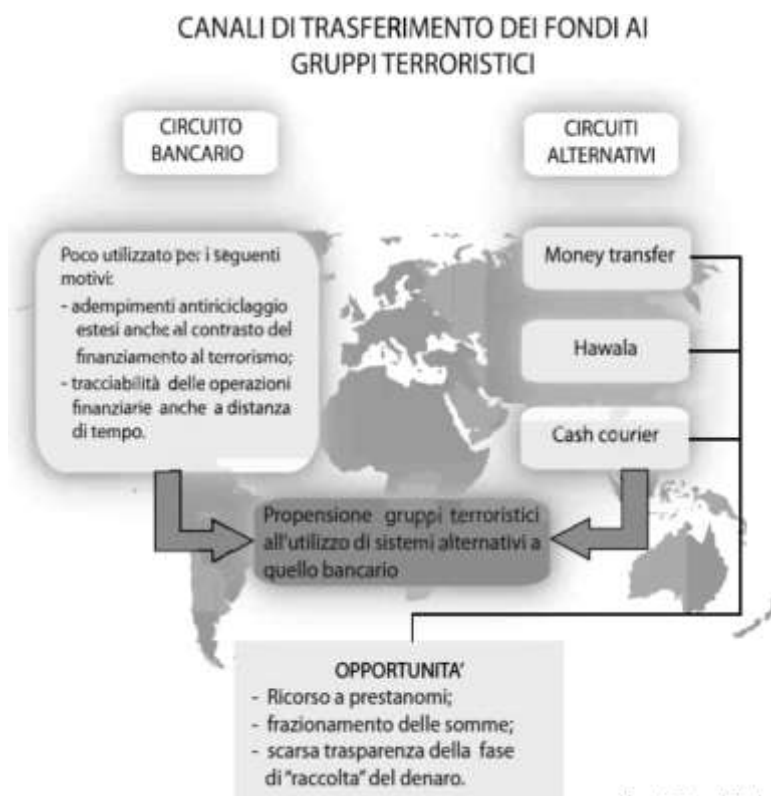 CANALI DI TRASFERIMENTO DEI FONDI AI
GRUPPI TERRORISTICI
CIRCUITO
BANCARIO
CIRCUITI
ALTERNATIVI
Poco utilizzato per i seguenti
motivi:
- adempimenti antiriciclaggio
estesi anche al contrasto del
finanziamento al terrorismo;
- tracciabilità delle operazioni
finanziarie anche a distanza
di tempo.
Money transfer
Hawala
Cash courier
Propensione gruppi terroristici
all'utilizzo di sistemi alternativi a
quello bancario
OPPORTUNITA'
- Ricorso a prestanomi;
- frazionamento delle somme;
- scarsa trasparenza della fase
di "raccolta" del denaro.